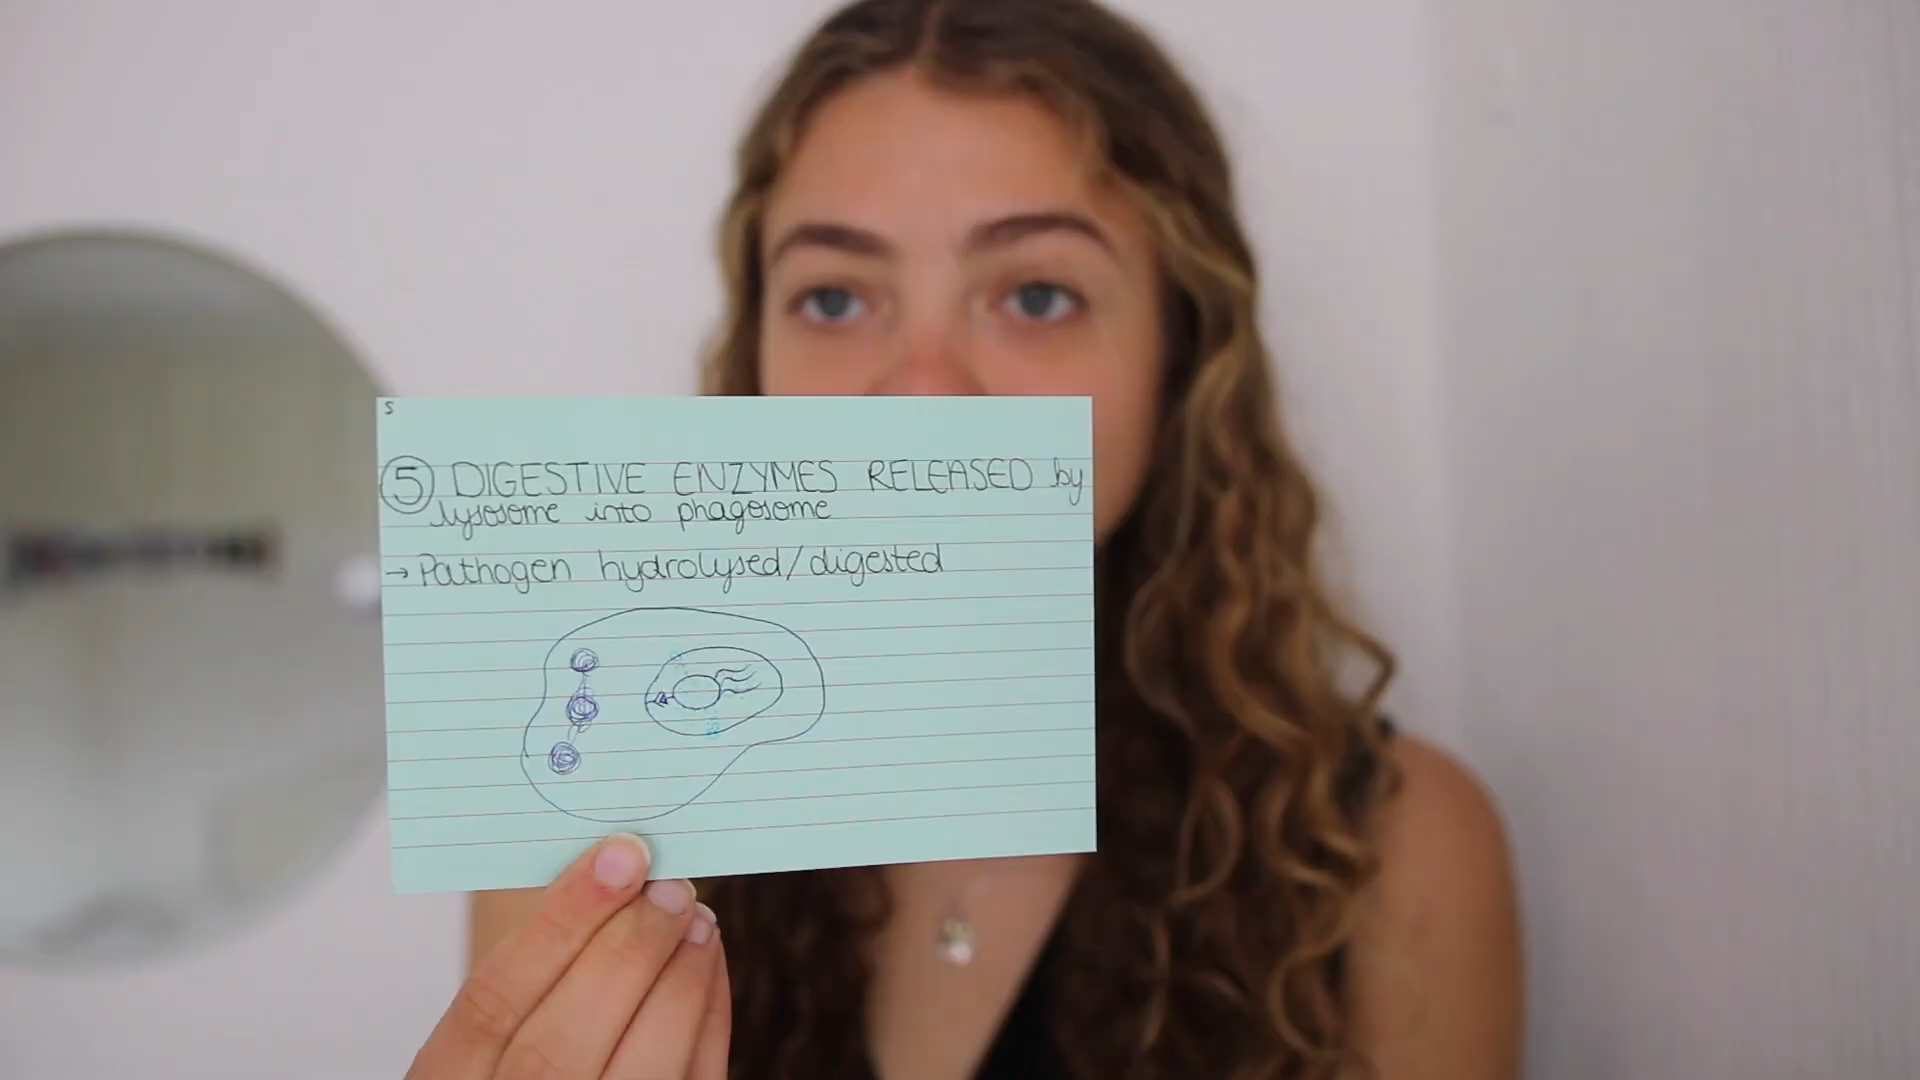 5
⑤ DIGESTIVE ENZYMES RELEASED by
lysosome into phagosome
→ Pathogen hydrolysed/digested